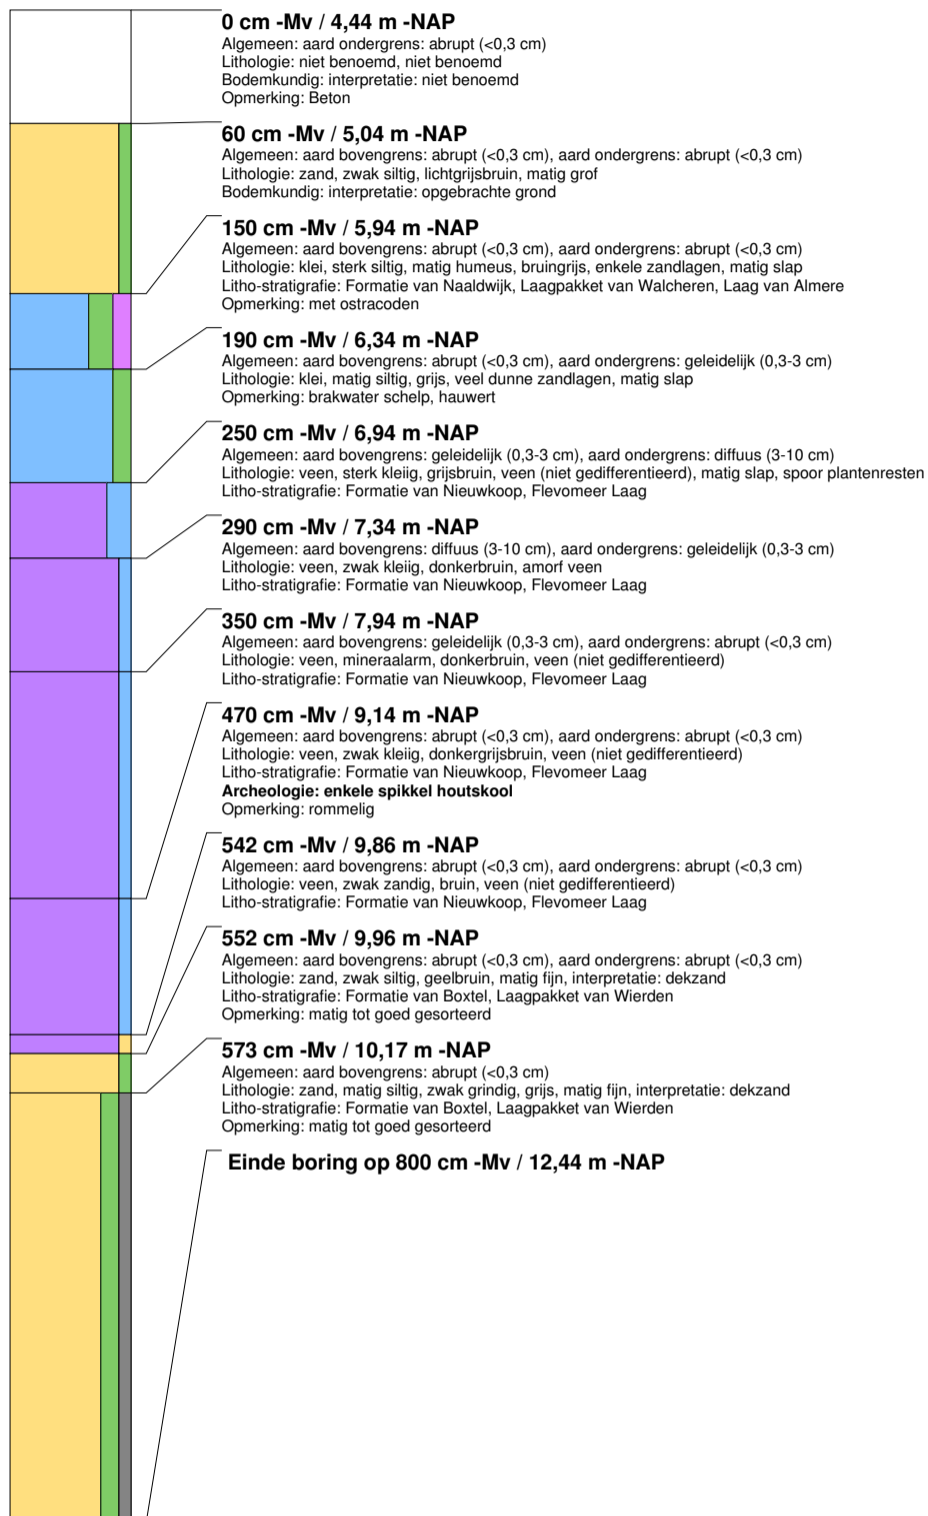 0 cm -Mv / 4,44 m -NAP
Algemeen: aard ondergrens: abrupt (<0,3 cm)
Lithologie: niet benoemd, niet benoemd
Bodemkundig: interpretatie: niet benoemd
Opmerking: Beton
60 cm -Mv / 5,04 m -NAP
Algemeen: aard bovengrens: abrupt (<0,3 cm), aard ondergrens: abrupt (<0,3 cm)
Lithologie: zand, zwak siltig, lichtgrijsbruin, matig grof
Bodemkundig: interpretatie: opgebrachte grond
150 cm -Mv / 5,94 m -NAP
Algemeen: aard bovengrens: abrupt (<0,3 cm), aard ondergrens: abrupt (<0,3 cm)
Lithologie: klei, sterk siltig, matig humeus, bruingrijs, enkele zandlagen, matig slap
Litho-stratigrafie: Formatie van Naaldwijk, Laagpakket van Walcheren, Laag van Almere
Opmerking: met ostracoden
190 cm -Mv / 6,34 m -NAP
Algemeen: aard bovengrens: abrupt (<0,3 cm), aard ondergrens: geleidelijk (0,3-3 cm)
Lithologie: klei, matig siltig, grijs, veel dunne zandlagen, matig slap
Opmerking: brakwater schelp, hauwert
250 cm -Mv / 6,94 m -NAP
Algemeen: aard bovengrens: geleidelijk (0,3-3 cm), aard ondergrens: diffuus (3-10 cm)
Lithologie: veen, sterk kleiig, grijsbruin, veen (niet gedifferentieerd), matig slap, spoor plantenresten
Litho-stratigrafie: Formatie van Nieuwkoop, Flevomeer Laag
290 cm -Mv / 7,34 m -NAP
Algemeen: aard bovengrens: diffuus (3-10 cm), aard ondergrens: geleidelijk (0,3-3 cm)
Lithologie: veen, zwak kleiig, donkerbruin, amorf veen
Litho-stratigrafie: Formatie van Nieuwkoop, Flevomeer Laag
350 cm -Mv / 7,94 m -NAP
Algemeen: aard bovengrens: geleidelijk (0,3-3 cm), aard ondergrens: abrupt (<0,3 cm)
Lithologie: veen, mineraalarm, donkerbruin, veen (niet gedifferentieerd)
Litho-stratigrafie: Formatie van Nieuwkoop, Flevomeer Laag
470 cm -Mv / 9,14 m -NAP
Algemeen: aard bovengrens: abrupt (<0,3 cm), aard ondergrens: abrupt (<0,3 cm)
Lithologie: veen, zwak kleiig, donkergrijsbruin, veen (niet gedifferentieerd)
Litho-stratigrafie: Formatie van Nieuwkoop, Flevomeer Laag
Archeologie: enkele spikkel houtskool
Opmerking: rommelig
542 cm -Mv / 9,86 m -NAP
Algemeen: aard bovengrens: abrupt (<0,3 cm), aard ondergrens: abrupt (<0,3 cm)
Lithologie: veen, zwak zandig, bruin, veen (niet gedifferentieerd)
Litho-stratigrafie: Formatie van Nieuwkoop, Flevomeer Laag
552 cm -Mv / 9,96 m -NAP
Algemeen: aard bovengrens: abrupt (<0,3 cm), aard ondergrens: abrupt (<0,3 cm)
Lithologie: zand, zwak siltig, geelbruin, matig fijn, interpretatie: dekzand
Litho-stratigrafie: Formatie van Boxtel, Laagpakket van Wierden
Opmerking: matig tot goed gesorteerd
573 cm -Mv / 10,17 m -NAP
Algemeen: aard bovengrens: abrupt (<0,3 cm)
Lithologie: zand, matig siltig, zwak grindig, grijs, matig fijn, interpretatie: dekzand
Litho-stratigrafie: Formatie van Boxtel, Laagpakket van Wierden
Opmerking: matig tot goed gesorteerd
Einde boring op 800 cm -Mv / 12,44 m -NAP